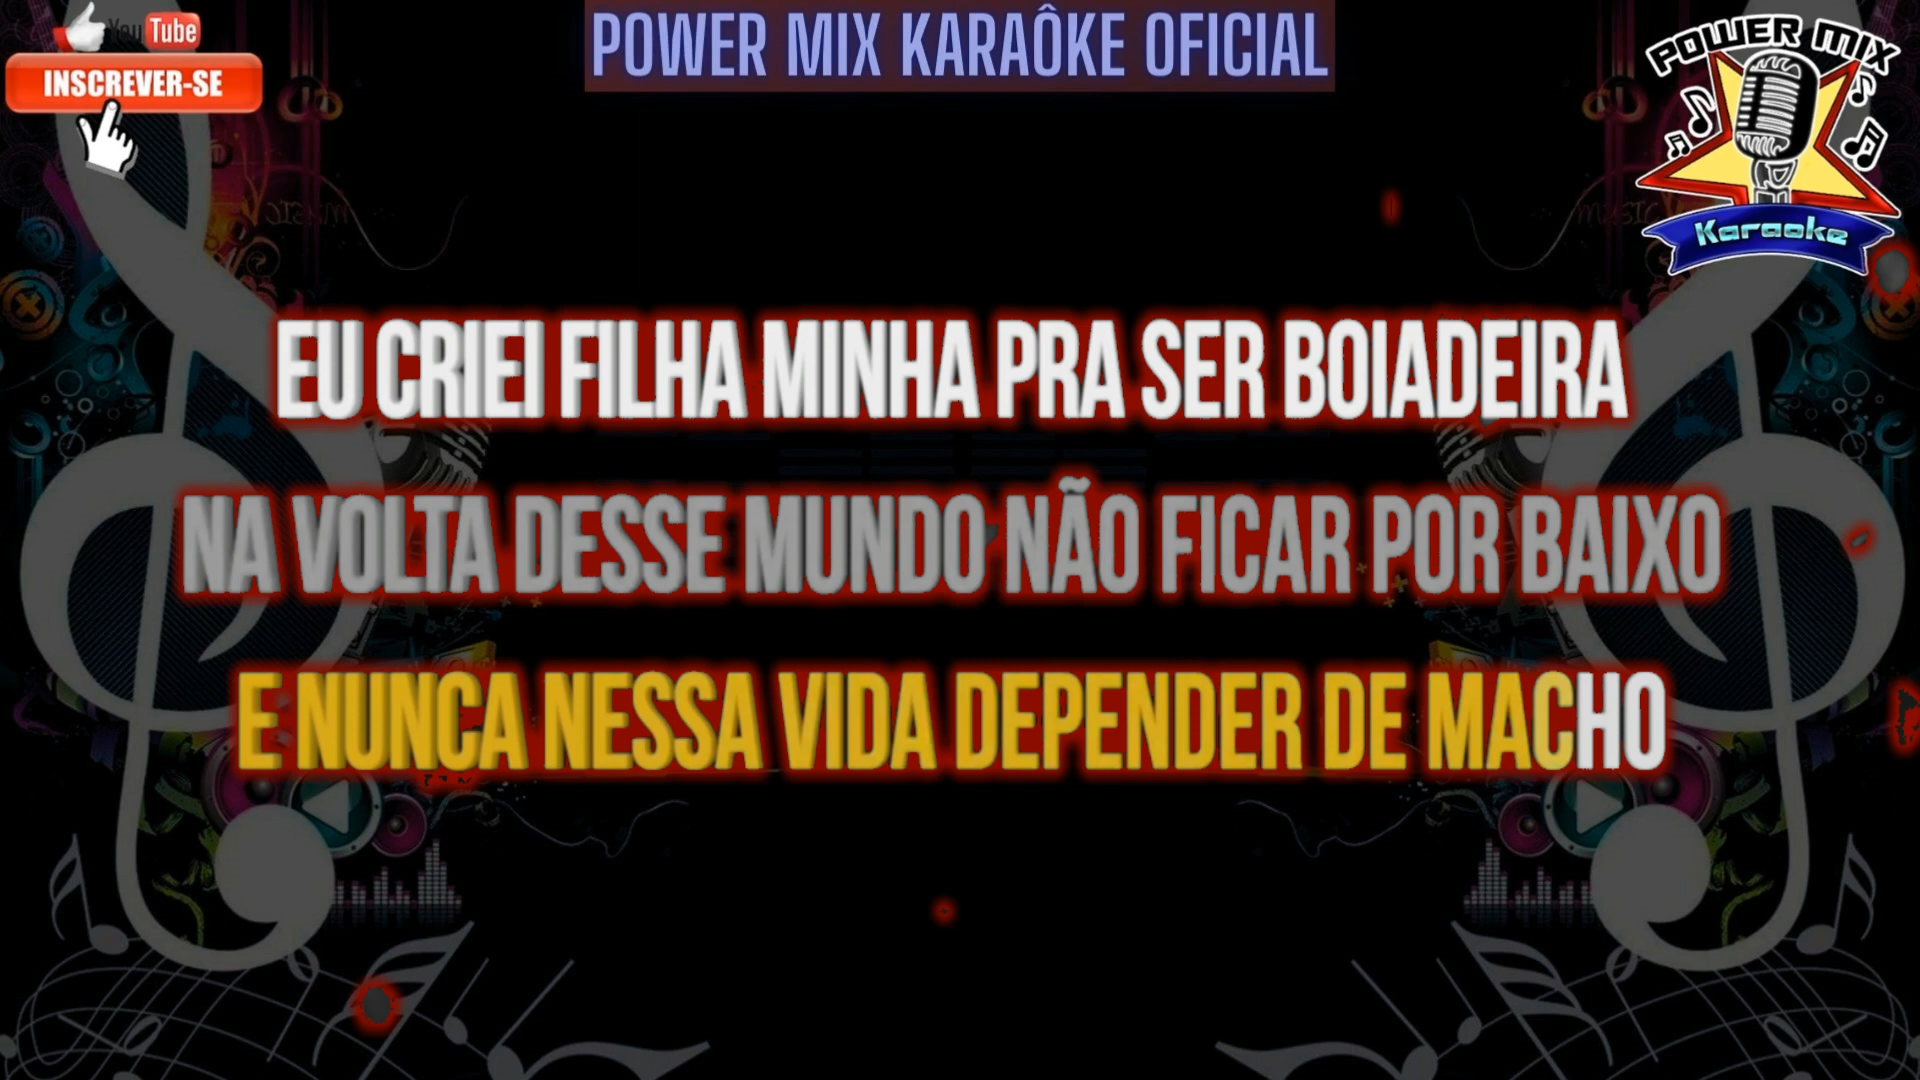 You Tube
INSCREVER-SE
POWER MIX KARAÔKE OFICIAL
POWER MIX
Karaoke
MUSIC
EU CRIEI FILHA MINHA PRA SER BOIADEIRA
NA VOLTA DESSE MUNDO NÃO FICAR POR BAIXO
E NUNCA NESSA VIDA DEPENDER DE MACHO